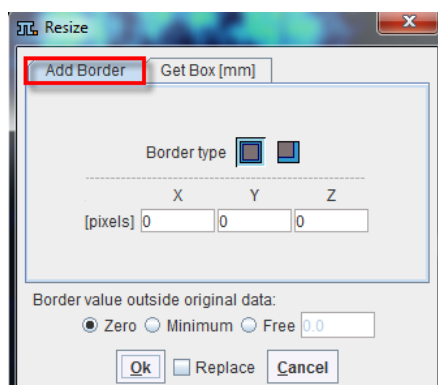 Resize
Add Border Get Box [mm]
Border type
X Y Z
[pixels] 0 0 0
Border value outside original data:
Zero Minimum Free 0.0
Ok Replace Cancel